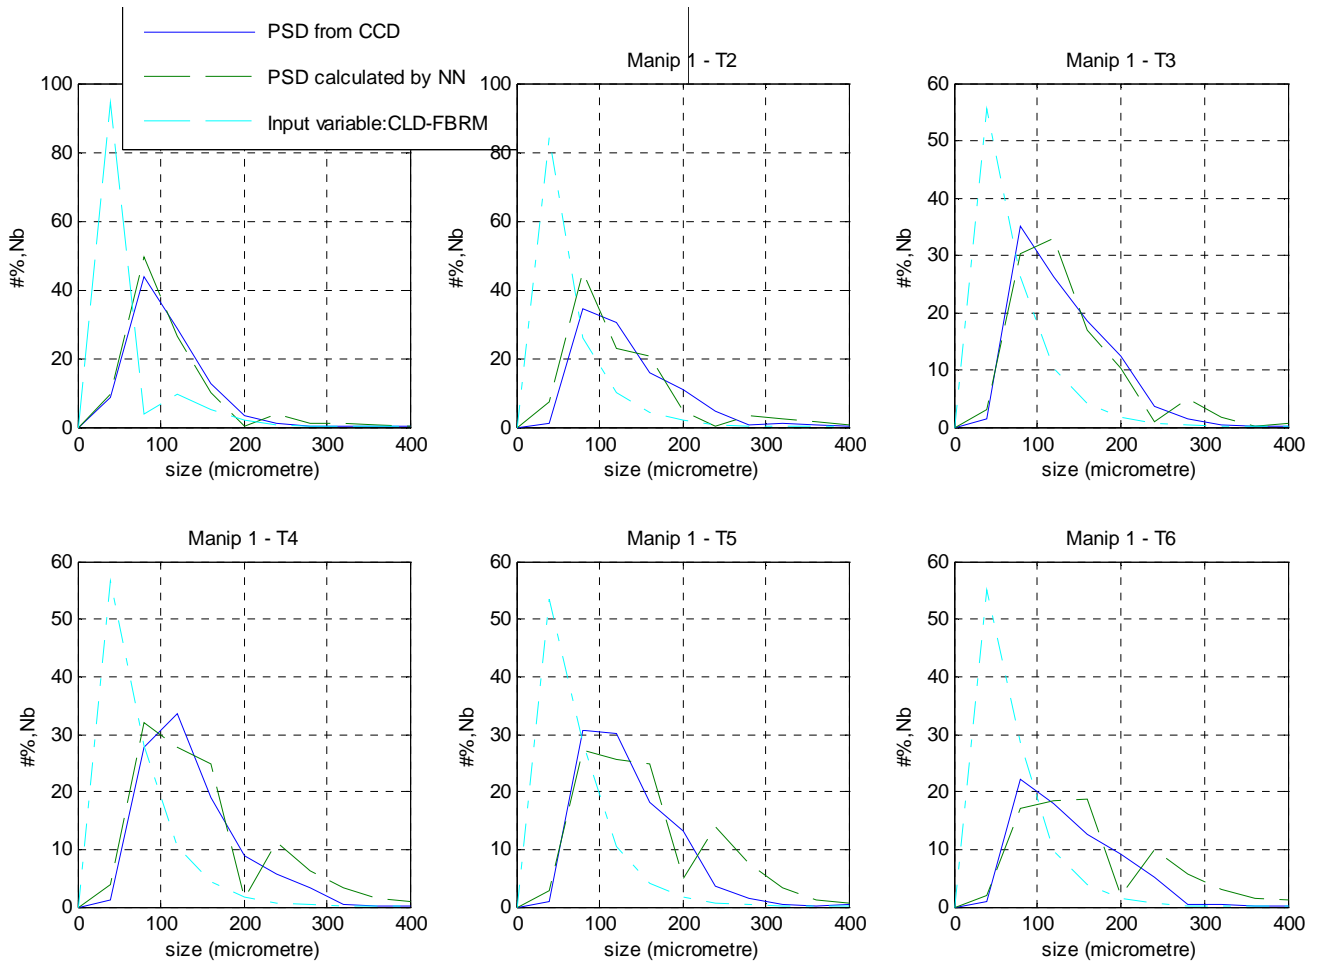 PSD from CCD
PSD calculated by NN
Input variable:CLD-FBRM
Manip 1 - T2
Manip 1 - T3
100
80
60
40
20
0
#%,Nb
0 100 200 300 400
size (micrometre)
100
80
60
40
20
0
#%,Nb
0 100 200 300 400
size (micrometre)
60
50
40
30
20
10
0
#%,Nb
0 100 200 300 400
size (micrometre)
Manip 1 - T4
60
50
40
30
20
10
0
#%,Nb
0 100 200 300 400
size (micrometre)
Manip 1 - T5
60
50
40
30
20
10
0
#%,Nb
0 100 200 300 400
size (micrometre)
Manip 1 - T6
60
50
40
30
20
10
0
#%,Nb
0 100 200 300 400
size (micrometre)